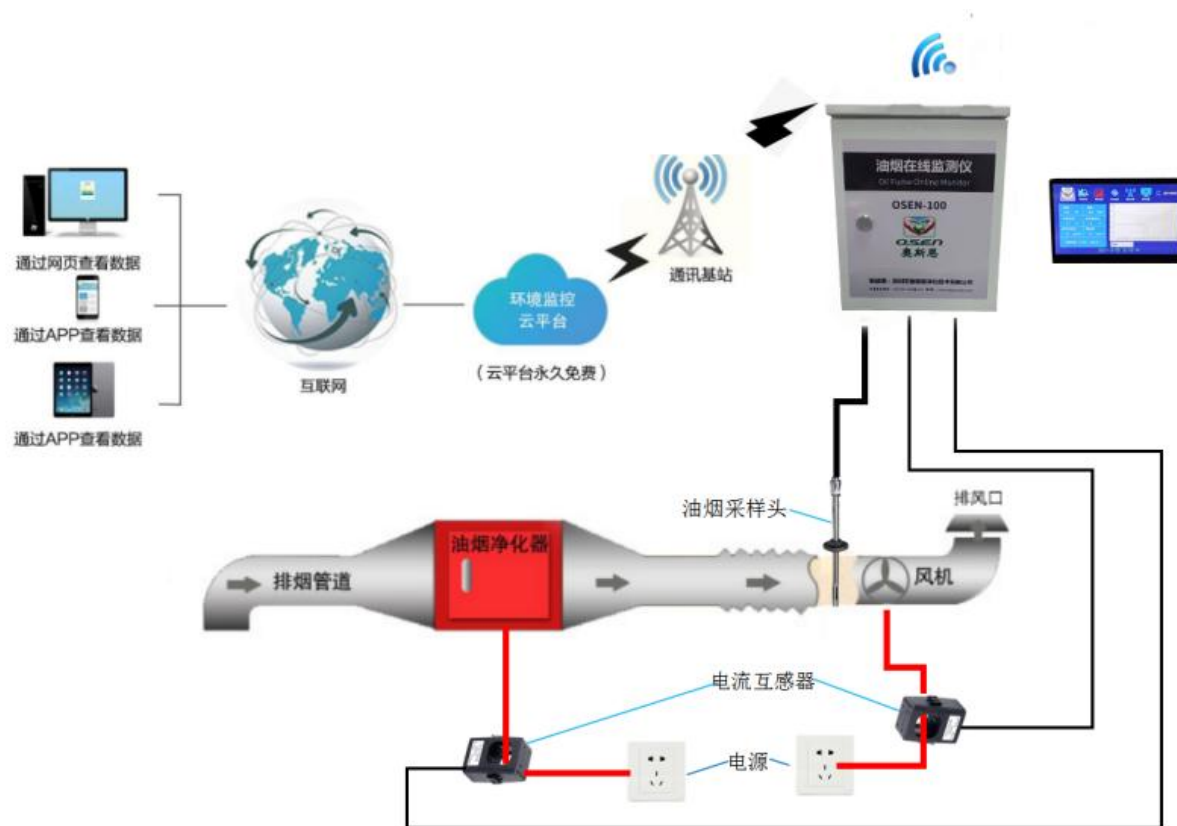 油烟在线监测仪
Oil Fume Online Monitor
OSEN-100
OSEN
奥斯恩
通过网页查看数据
通过APP查看数据
通过APP查看数据
互联网
环境监控
云平台
(云平台永久免费)
通讯基站
油烟采样头
排风口
油烟净化器
排烟管道
风机
电流互感器
电源